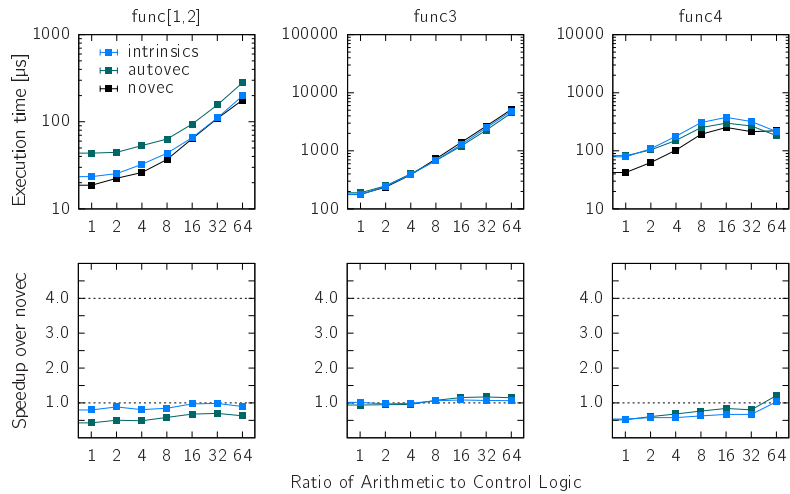 func[1,2] func3 func4
Execution time [µs]
1000 100000 10000
intrinsics
autovec
novec
10000
100 1000
1000 100
10 100 10
1 2 4 8 16 32 64 1 2 4 8 16 32 64 1 2 4 8 16 32 64
Speedup over novec
4.0 4.0 4.0
3.0 3.0 3.0
2.0 2.0 2.0
1.0 1.0 1.0
1 2 4 8 16 32 64 1 2 4 8 16 32 64 1 2 4 8 16 32 64
Ratio of Arithmetic to Control Logic